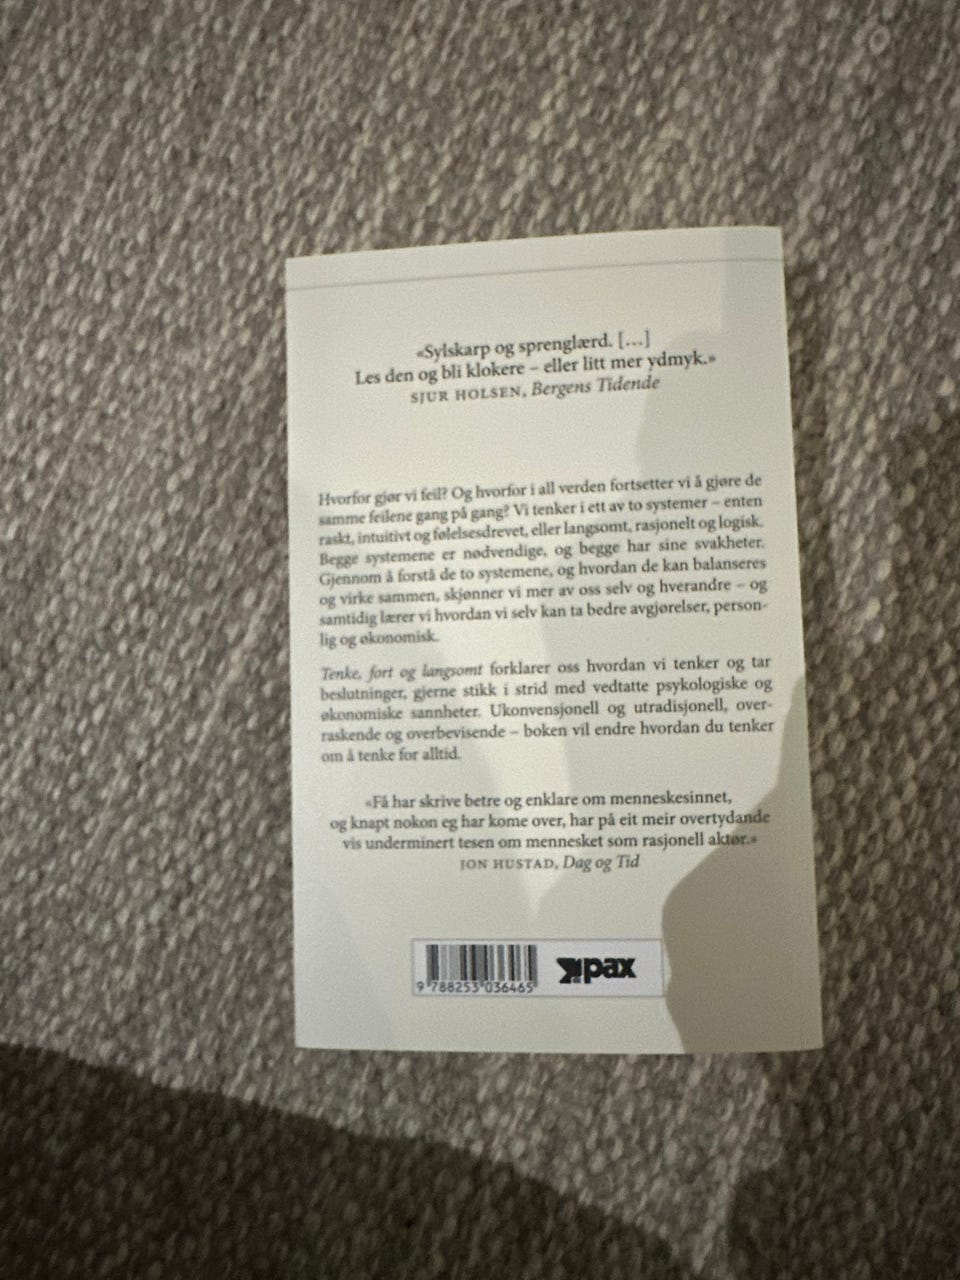 «Sylskarp og sprenglærd. […]
Les den og bli klokere – eller litt mer ydmyk.»
SJUR HOLSEN, Bergens Tidende
Hvorfor gjør vi feil? Og hvorfor i all verden fortsetter vi å gjøre de
samme feilene gang på gang? Vi tenker i ett av to systemer – enten
raskt, intuitivt og følelsesdrevet, eller langsomt, rasjonelt og logisk.
Begge systemene er nødvendige, og begge har sine svakheter.
Gjennom å forstå de to systemene, og hvordan de kan balanseres
og virke sammen, skjønner vi mer av oss selv og hverandre – og
samtidig lærer vi hvordan vi selv kan ta bedre avgjørelser, person-
lig og økonomisk.
Tenke, fort og langsomt forklarer oss hvordan vi tenker og tar
beslutninger, gjerne stikk i strid med vedtatte psykologiske og
økonomiske sannheter. Ukonvensjonell og utradisjonell, over-
raskende og overbevisende – boken vil endre hvordan du tenker
om å tenke for alltid.
«Få har skrive betre og enklare om menneskesinnet,
og knapt nokon eg har kome over, har på eit meir overtydande
vis underminert tesen om mennesket som rasjonell aktør.»
JON HUSTAD, Dag og Tid
9 788253 036465
pax